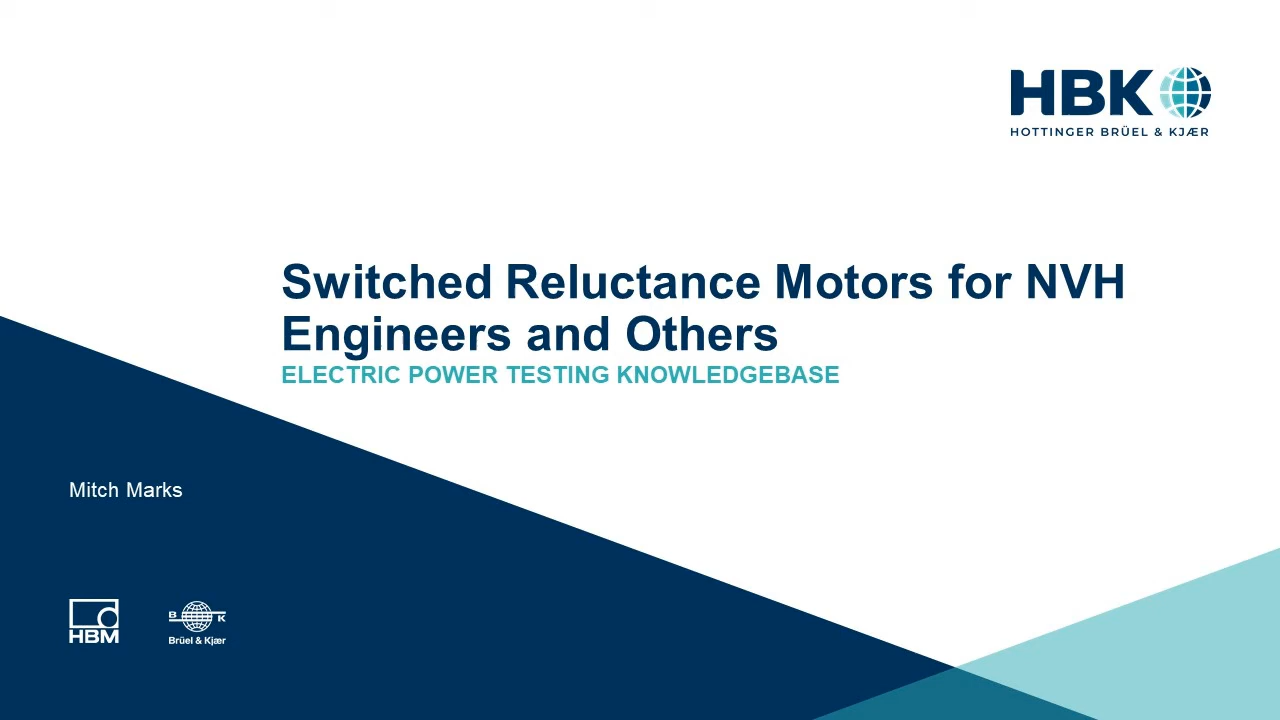 HBK
HOTTINGER BRÜEL & KJÆR
Switched Reluctance Motors for NVH
Engineers and Others
ELECTRIC POWER TESTING KNOWLEDGEBASE
Mitch Marks
HBM
B K
Brüel & Kjær